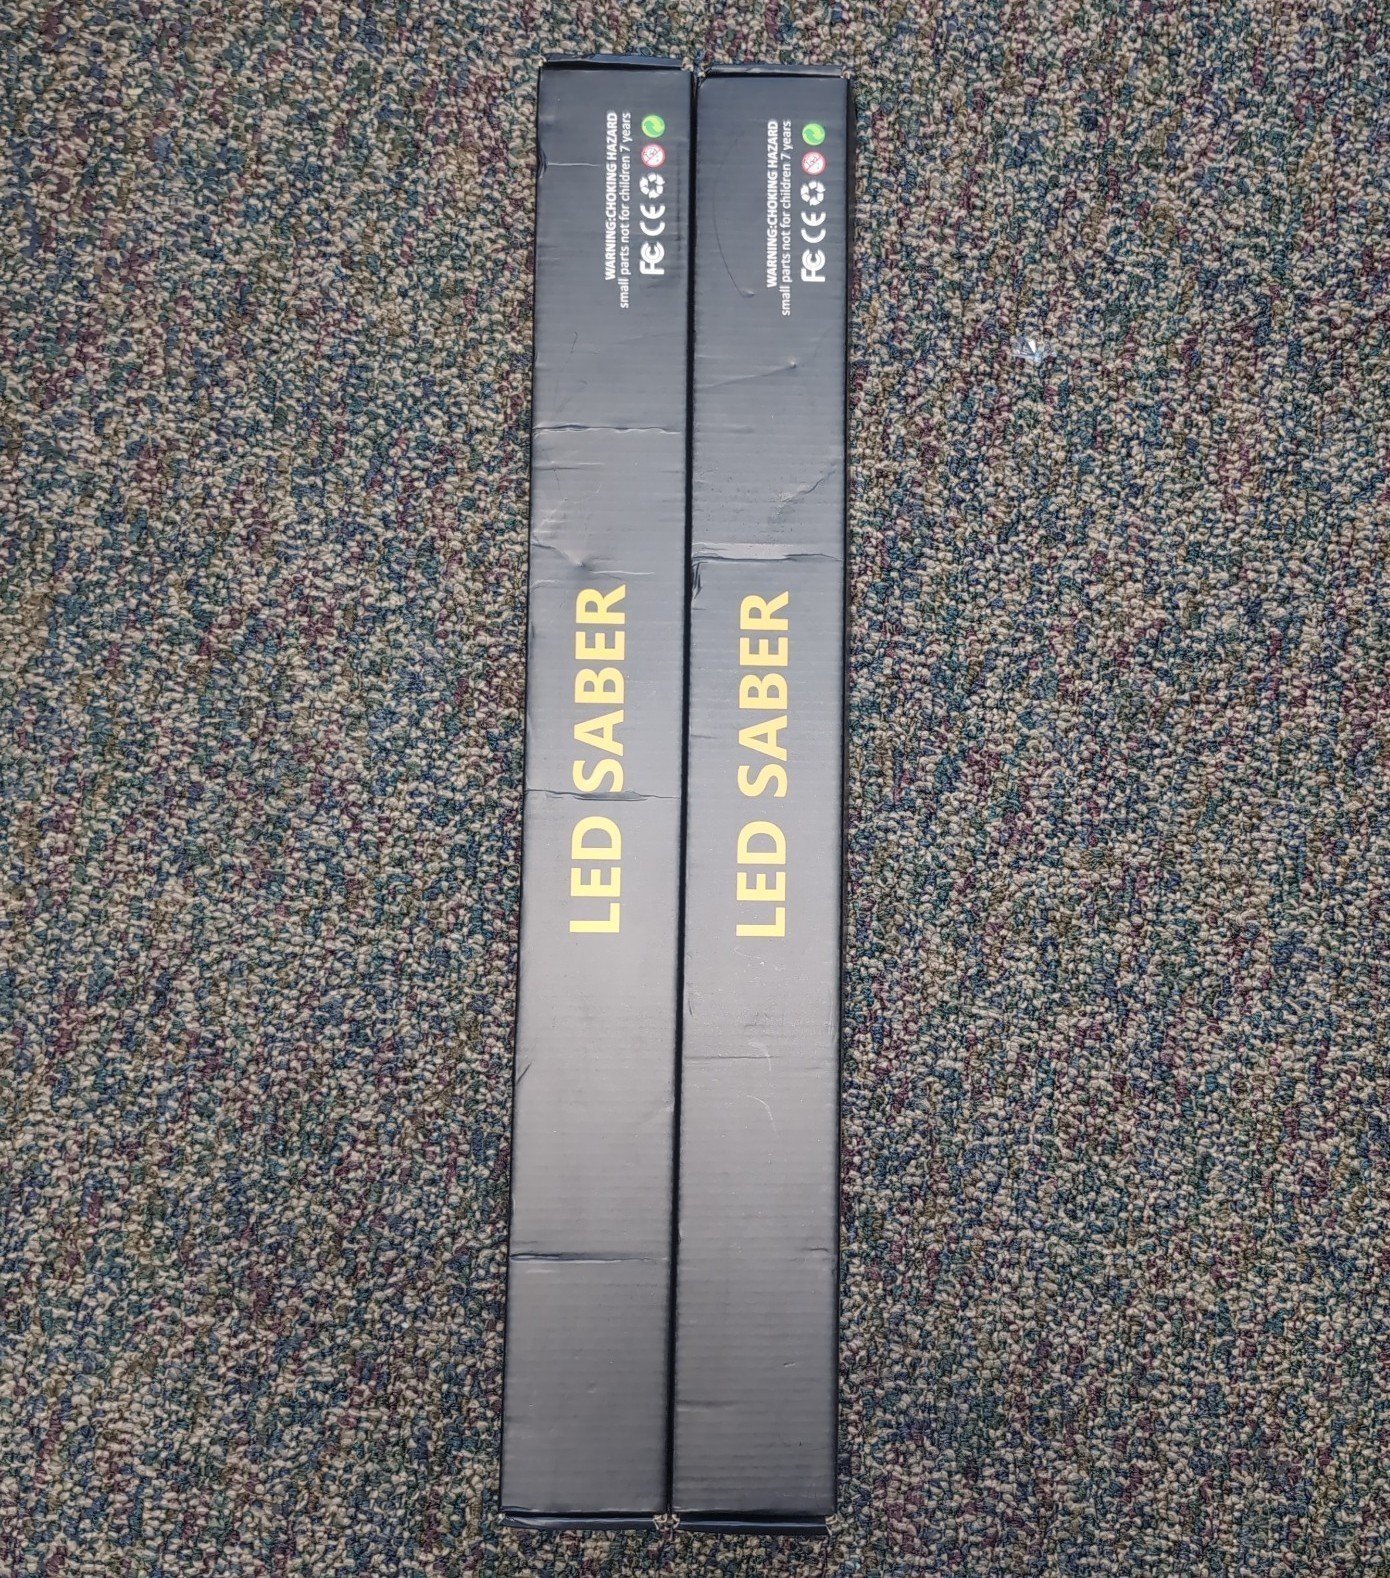 WARNING:CHOKING HAZARD
small parts not for children 7 years
FC CE
LED SABER
WARNING:CHOKING HAZARD
small parts not for children 7 years
FC CE
LED SABER